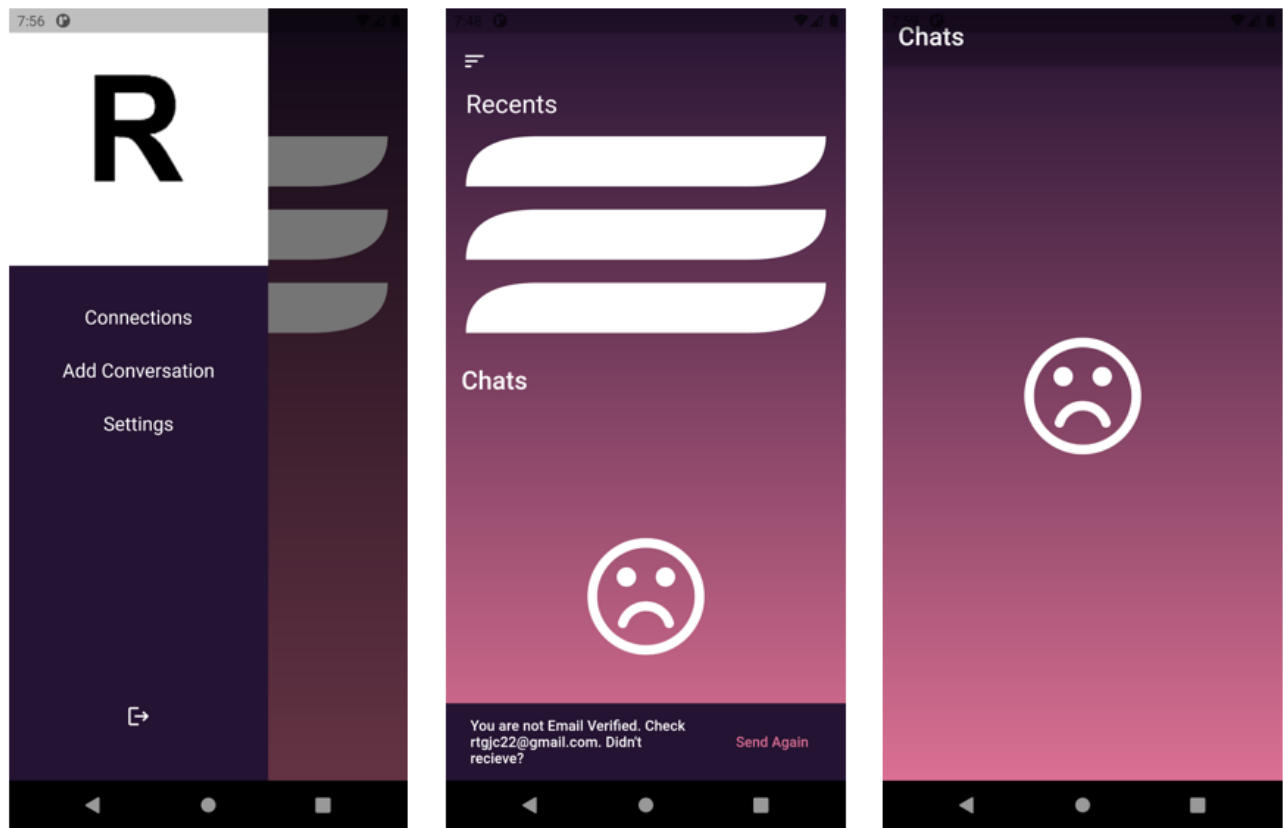 7:56
R
Connections
Add Conversation
Settings
7:48
Recents
Chats
You are not Email Verified. Check
rtgjc22@gmail.com. Didn't
recieve?
Send Again
Chats